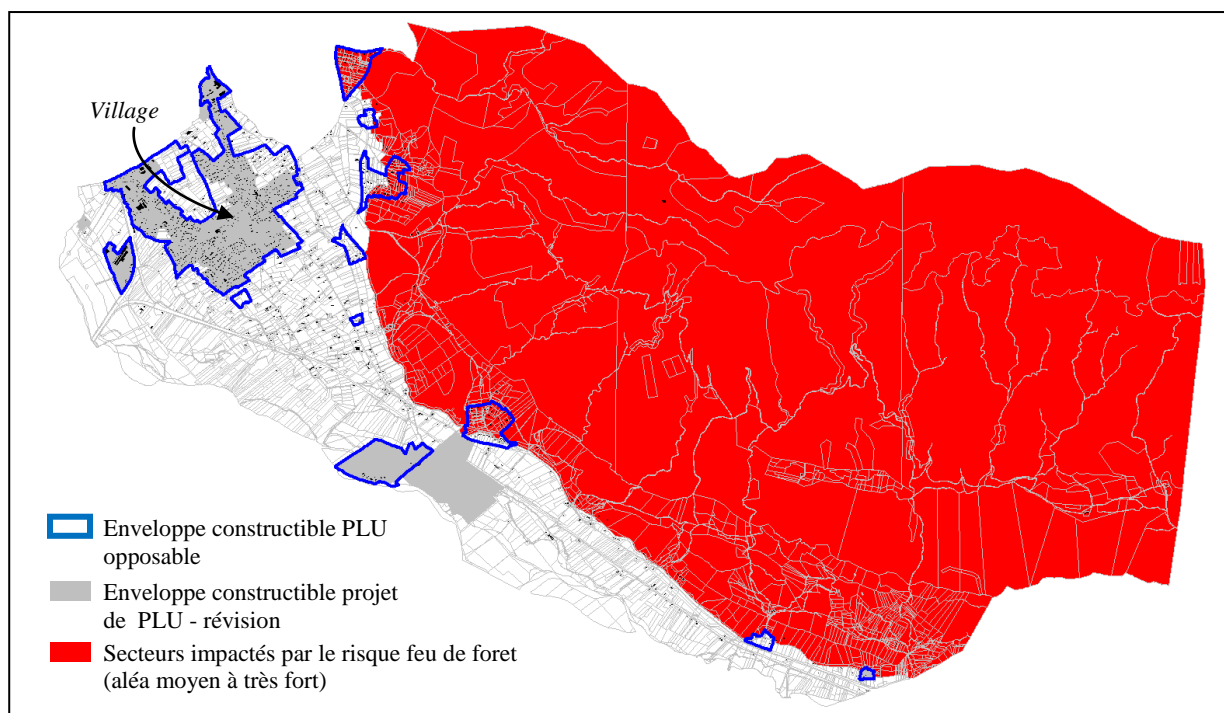 Village
Enveloppe constructible PLU
opposable
Enveloppe constructible projet
de PLU - révision
Secteurs impactés par le risque feu de foret
(aléa moyen à très fort)